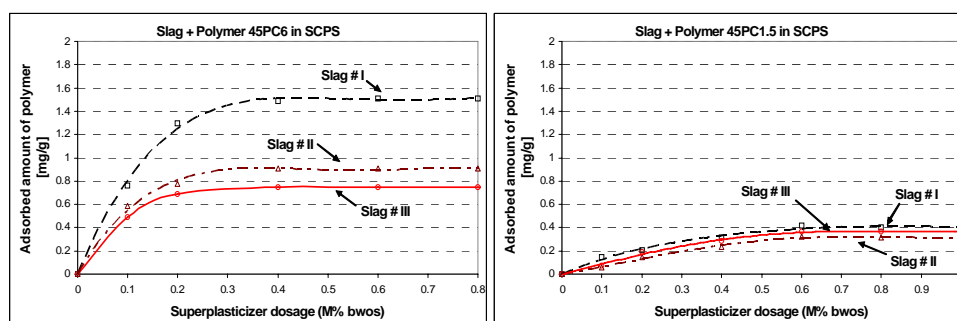 Slag + Polymer 45PC6 in SCPS
Adsorbed amount of polymer
[mg/g]
2
1.8
1.6
1.4
1.2
1
0.8
0.6
0.4
0.2
0
Slag # I
Slag # II
Slag # III
0.0 0.1 0.2 0.3 0.4 0.5 0.6 0.7 0.8
Superplasticizer dosage (M% bwos)
Slag + Polymer 45PC1.5 in SCPS
Adsorbed amount of polymer
[mg/g]
2
1.8
1.6
1.4
1.2
1
0.8
0.6
0.4
0.2
0
Slag # III
Slag # I
Slag # II
0.0 0.1 0.2 0.3 0.4 0.5 0.6 0.7 0.8 0.9
Superplasticizer dosage (M% bwos)